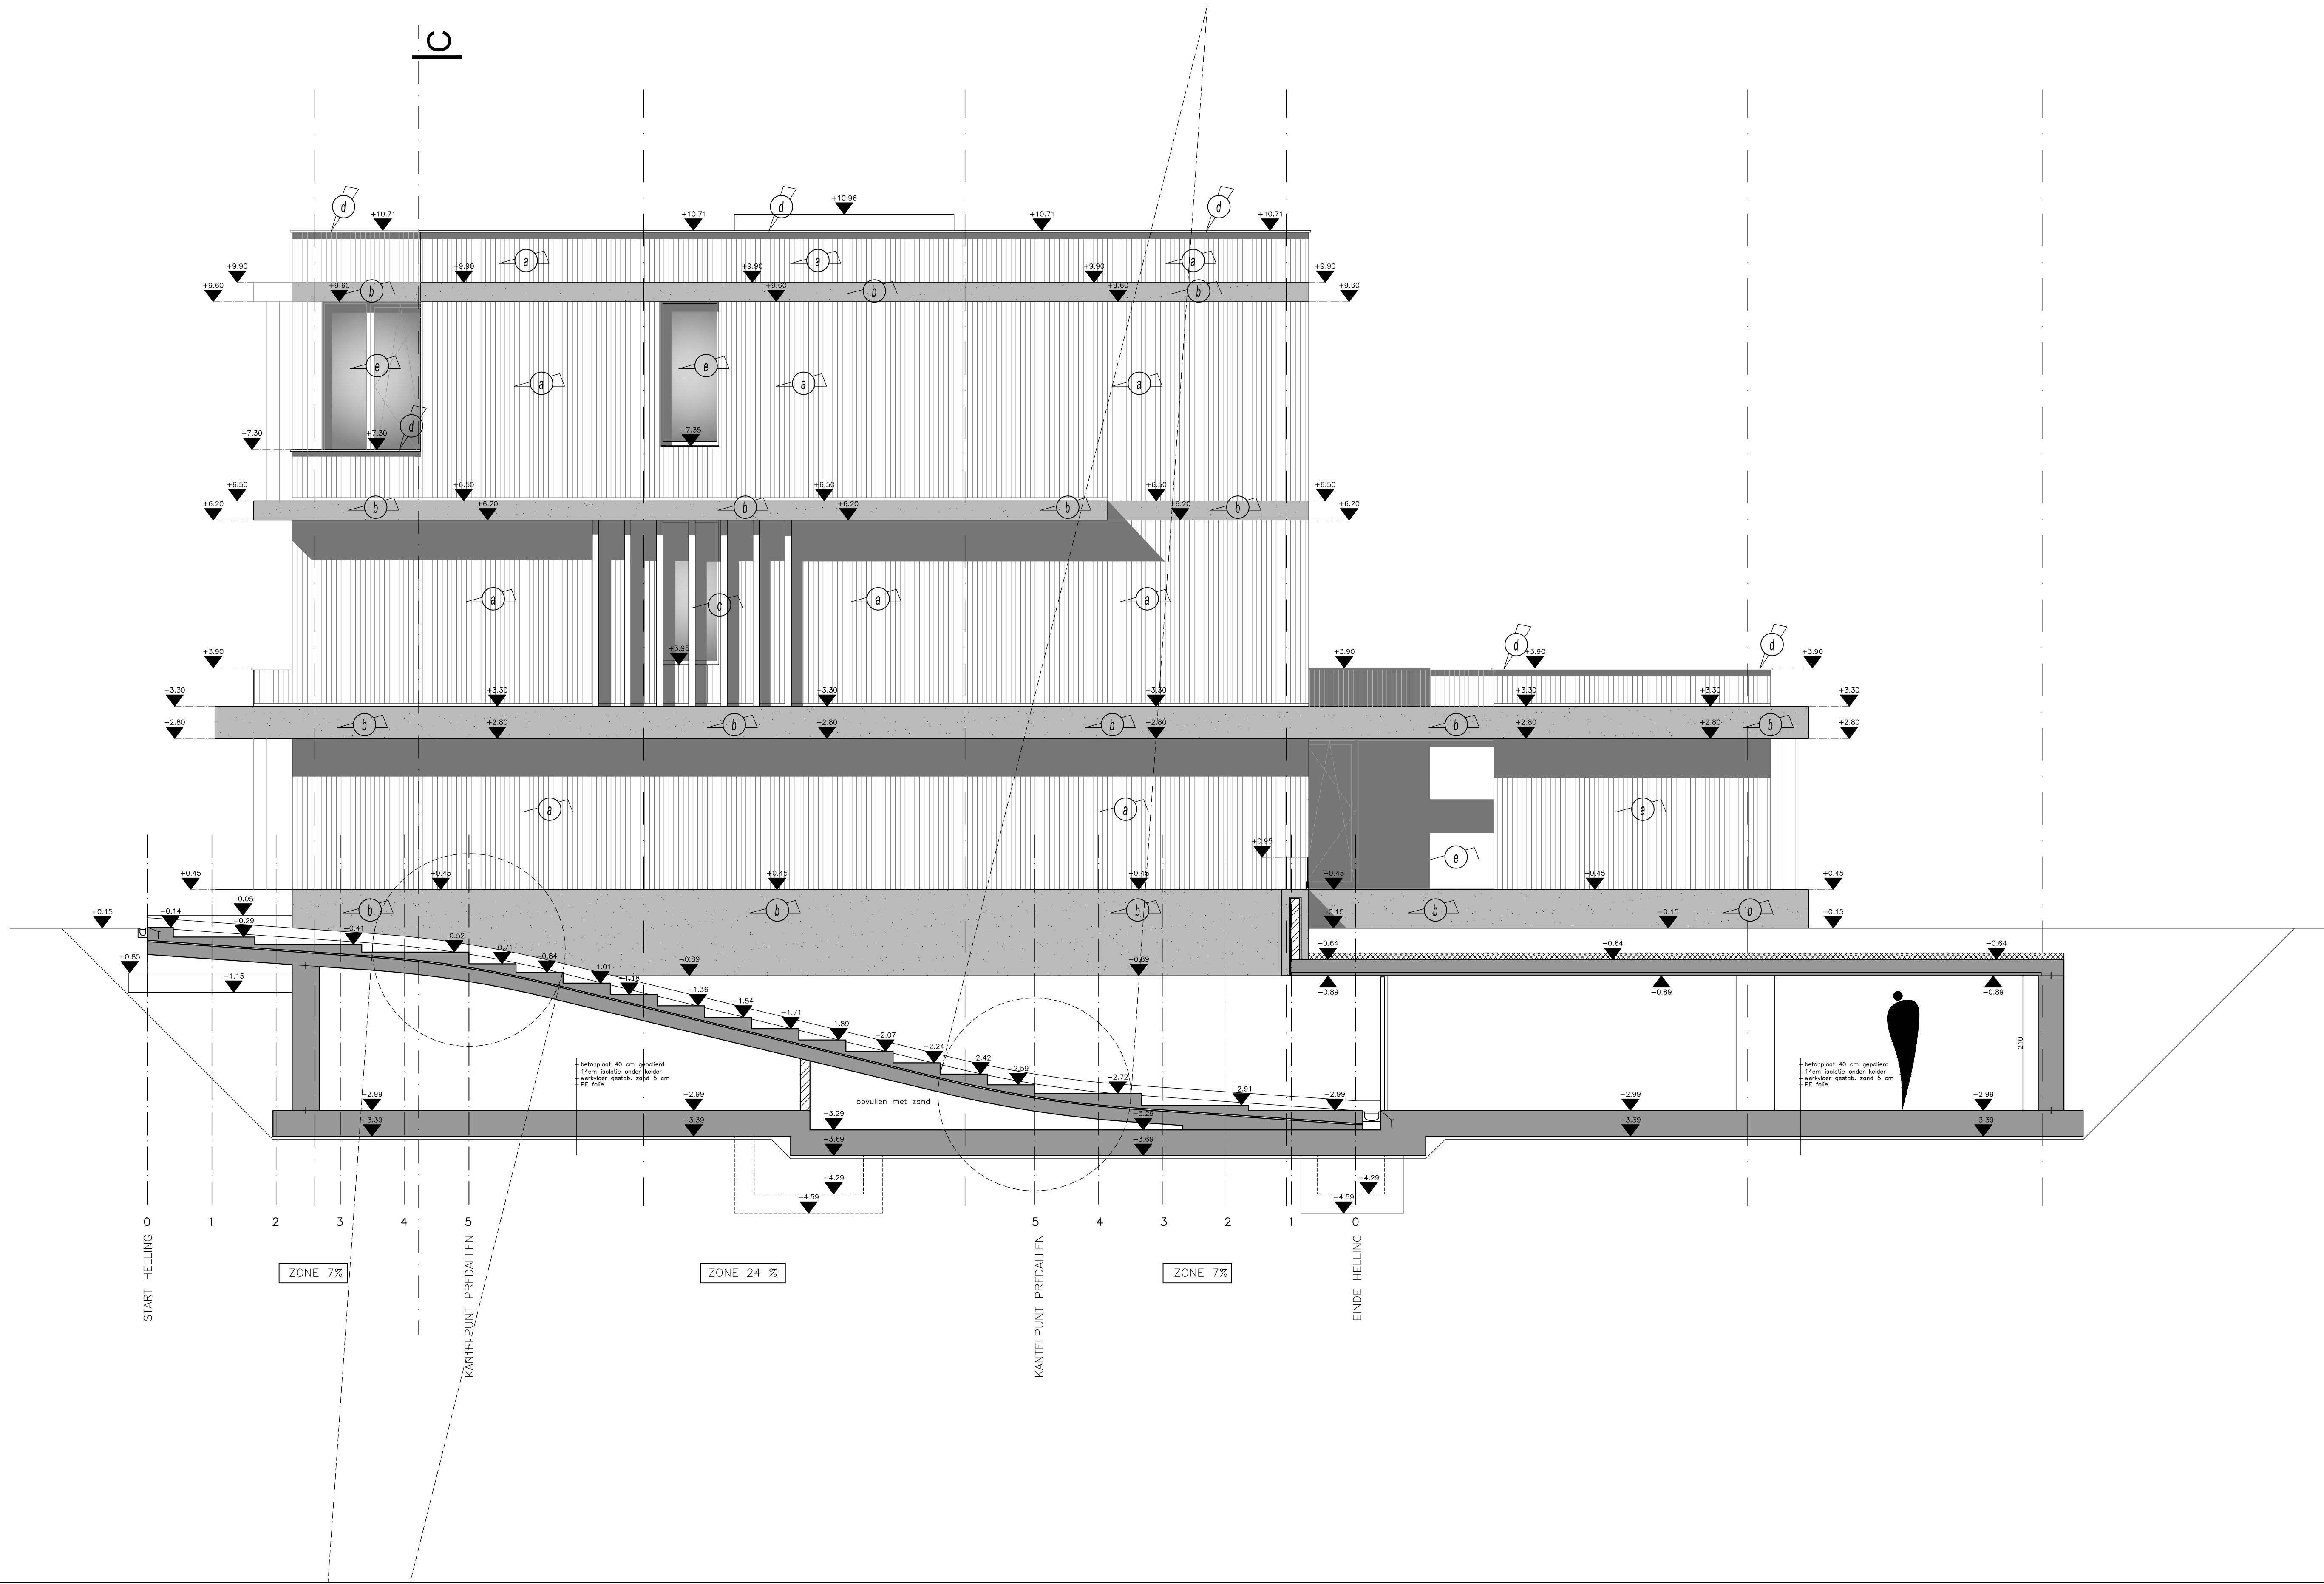 C
d d d
+10.96
+10.71 +10.71 +10.71 +10.71
a a a
+9.90 +9.90 +9.90 +9.90 +9.90
b b b
+9.60 +9.60 +9.60 +9.60 +9.60
e e
a a a
d
+7.30 +7.30 +7.35
+6.50 +6.50 +6.50 +6.50 +6.50
b b b b
+6.20 +6.20 +6.20 +6.20 +6.20
a c a a
d d
+3.90 +3.95 +3.90 +3.90 +3.90
+3.30 +3.30 +3.30 +3.30 +3.30 +3.30 +3.30
b b b b b
+2.80 +2.80 +2.80 +2.80 +2.80 +2.80 +2.80
a a a
+0.95
e
+0.45 +0.45 +0.45 +0.45 +0.45 +0.45 +0.45
+0.05
b b b b b
-0.15 -0.14 -0.29 -0.15 -0.15 -0.15
-0.41
-0.52
-0.71
-0.84
-0.64 -0.64 -0.64
-0.85
-0.89 -0.89
-1.15
-1.01
-1.18
-0.89 -0.89 -0.89
-1.36
-1.54
-1.71
-1.89
-2.07
-2.24
-2.42
-2.59
-2.72
-2.91
210
betonplaat 40 cm gepolierd
14cm isolatie onder kelder
werkvloer gestab. zand 5 cm
PE folie
betonplaat 40 cm gepolierd
14cm isolatie onder kelder
werkvloer gestab. zand 5 cm
PE folie
opvullen met zand
-2.99 -2.99 -2.99 -2.99 -2.99
-3.39 -3.39 -3.29 -3.29 -3.39 -3.39
-3.69 -3.69
-4.29 -4.29
-4.59 -4.59
0 1 2 3 4 5 5 4 3 2 1 0
START HELLING
KANTELPUNT PREDALLEN
KANTELPUNT PREDALLEN
EINDE HELLING
ZONE 7% ZONE 24 % ZONE 7%